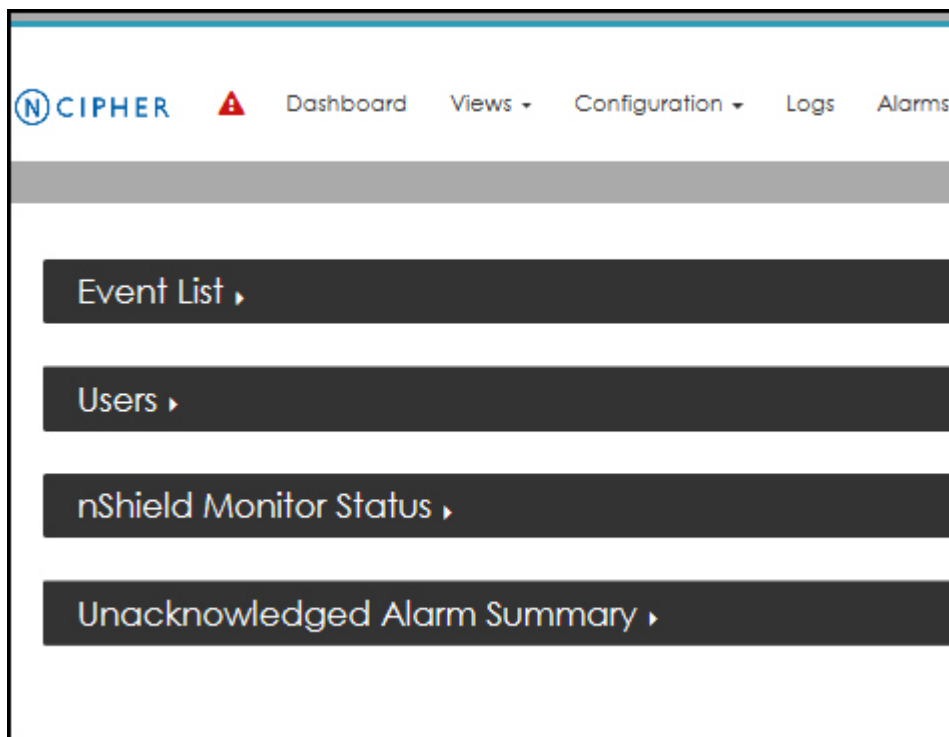 NCIPHER Dashboard Views Configuration Logs Alarms
Event List
Users
nShield Monitor Status
Unacknowledged Alarm Summary